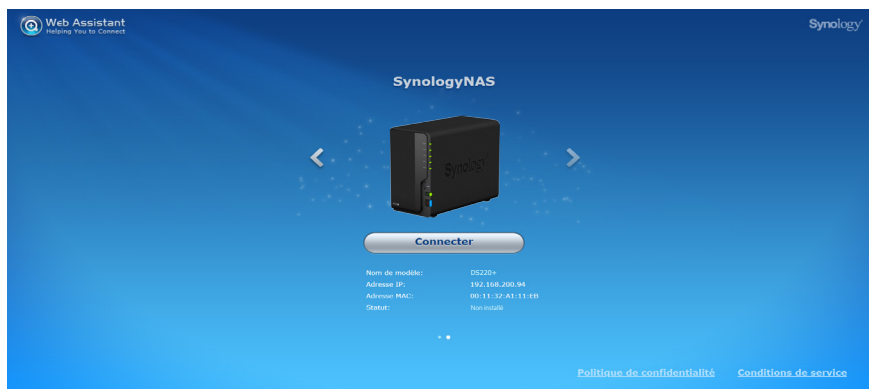 Web Assistant
Helping You to Connect
Synology
SynologyNAS
Synology
Connecter
Nom de modèle: DS220+
Adresse IP: 192.168.200.94
Adresse MAC: 00:11:32:A1:11:EB
Statut: Non installé
Politique de confidentialité Conditions de service